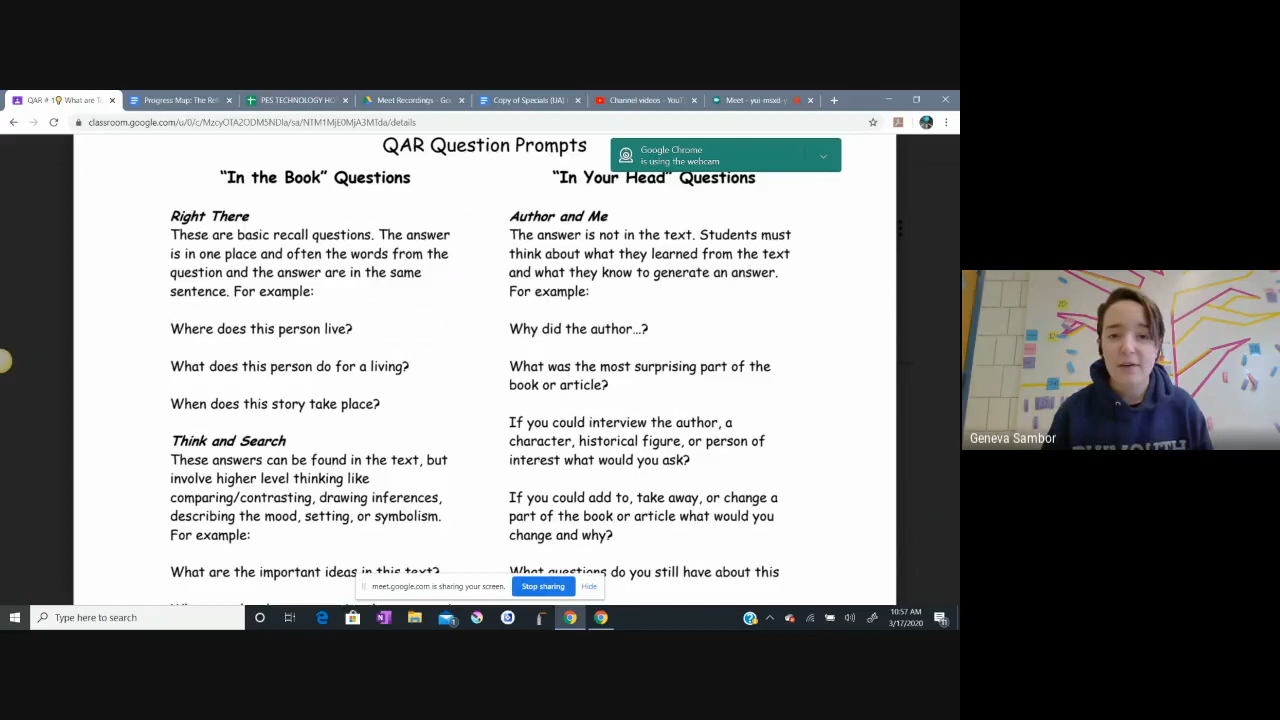 QAR # 1 What are T
Progress Map: The Re
PES TECHNOLOGY HO
Meet Recordings - Go
Copy of Specials (UA)
Channel videos - YouT
Meet - yui-msxd-y
classroom.google.com/u/0/c/MzcyOTA2ODM5NDIa/sa/NTM1MjE0MjA3MTda/details
QAR Question Prompts
Google Chrome
is using the webcam
"In the Book" Questions
Right There
These are basic recall questions. The answer
is in one place and often the words from the
question and the answer are in the same
sentence. For example:
Where does this person live?
What does this person do for a living?
When does this story take place?
Think and Search
These answers can be found in the text, but
involve higher level thinking like
comparing/contrasting, drawing inferences,
describing the mood, setting, or symbolism.
For example:
What are the important ideas in this text?
"In Your Head" Questions
Author and Me
The answer is not in the text. Students must
think about what they learned from the text
and what they know to generate an answer.
For example:
Why did the author...?
What was the most surprising part of the
book or article?
If you could interview the author, a
character, historical figure, or person of
interest what would you ask?
If you could add to, take away, or change a
part of the book or article what would you
change and why?
What questions do you still have about this
meet.google.com is sharing your screen.
Stop sharing
Hide
Geneva Sambor
Type here to search
10:57 AM
3/17/2020